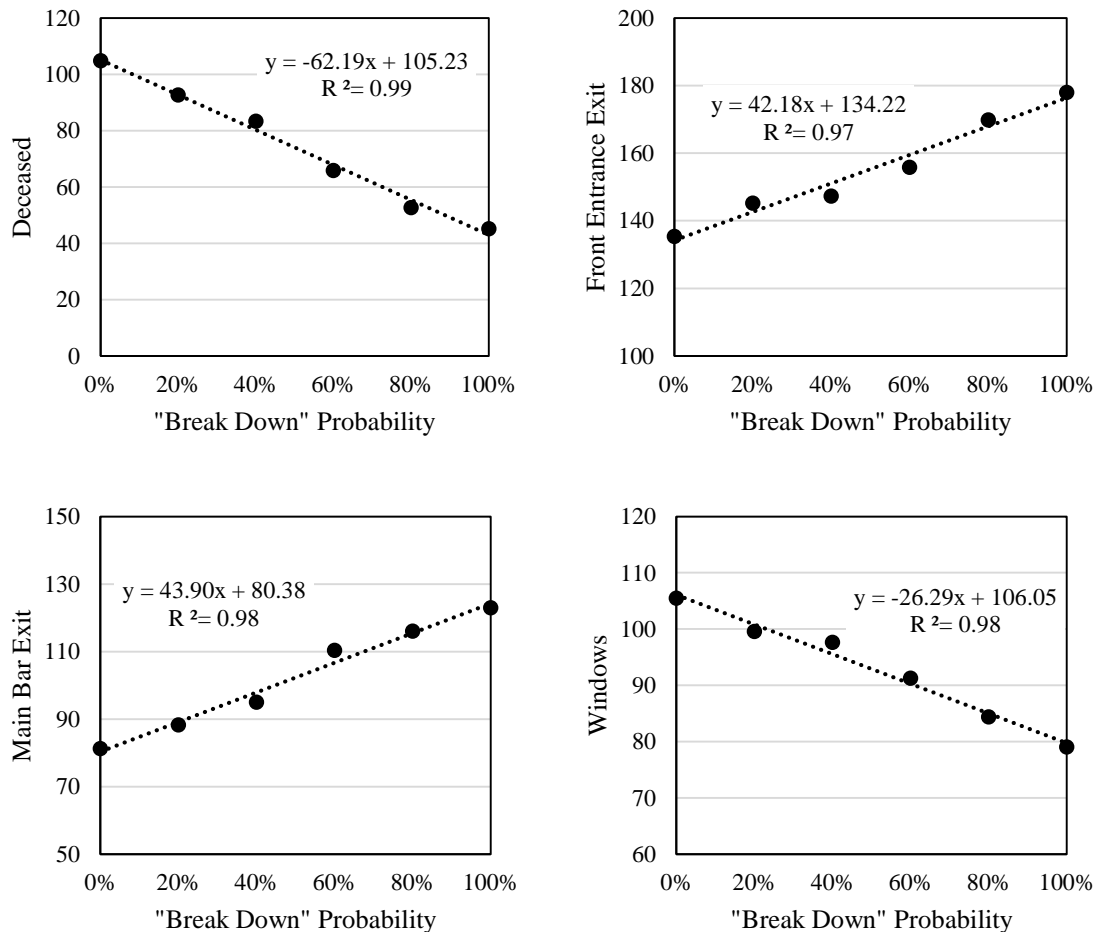 120
100
80
60
40
20
0
Deceased
y = -62.19x + 105.23
R ²= 0.99
0% 20% 40% 60% 80% 100%
"Break Down" Probability
200
180
160
140
120
100
Front Entrance Exit
y = 42.18x + 134.22
R ²= 0.97
0% 20% 40% 60% 80% 100%
"Break Down" Probability
150
130
110
90
70
50
Main Bar Exit
y = 43.90x + 80.38
R ²= 0.98
0% 20% 40% 60% 80% 100%
"Break Down" Probability
120
110
100
90
80
70
60
Windows
y = -26.29x + 106.05
R ²= 0.98
0% 20% 40% 60% 80% 100%
"Break Down" Probability